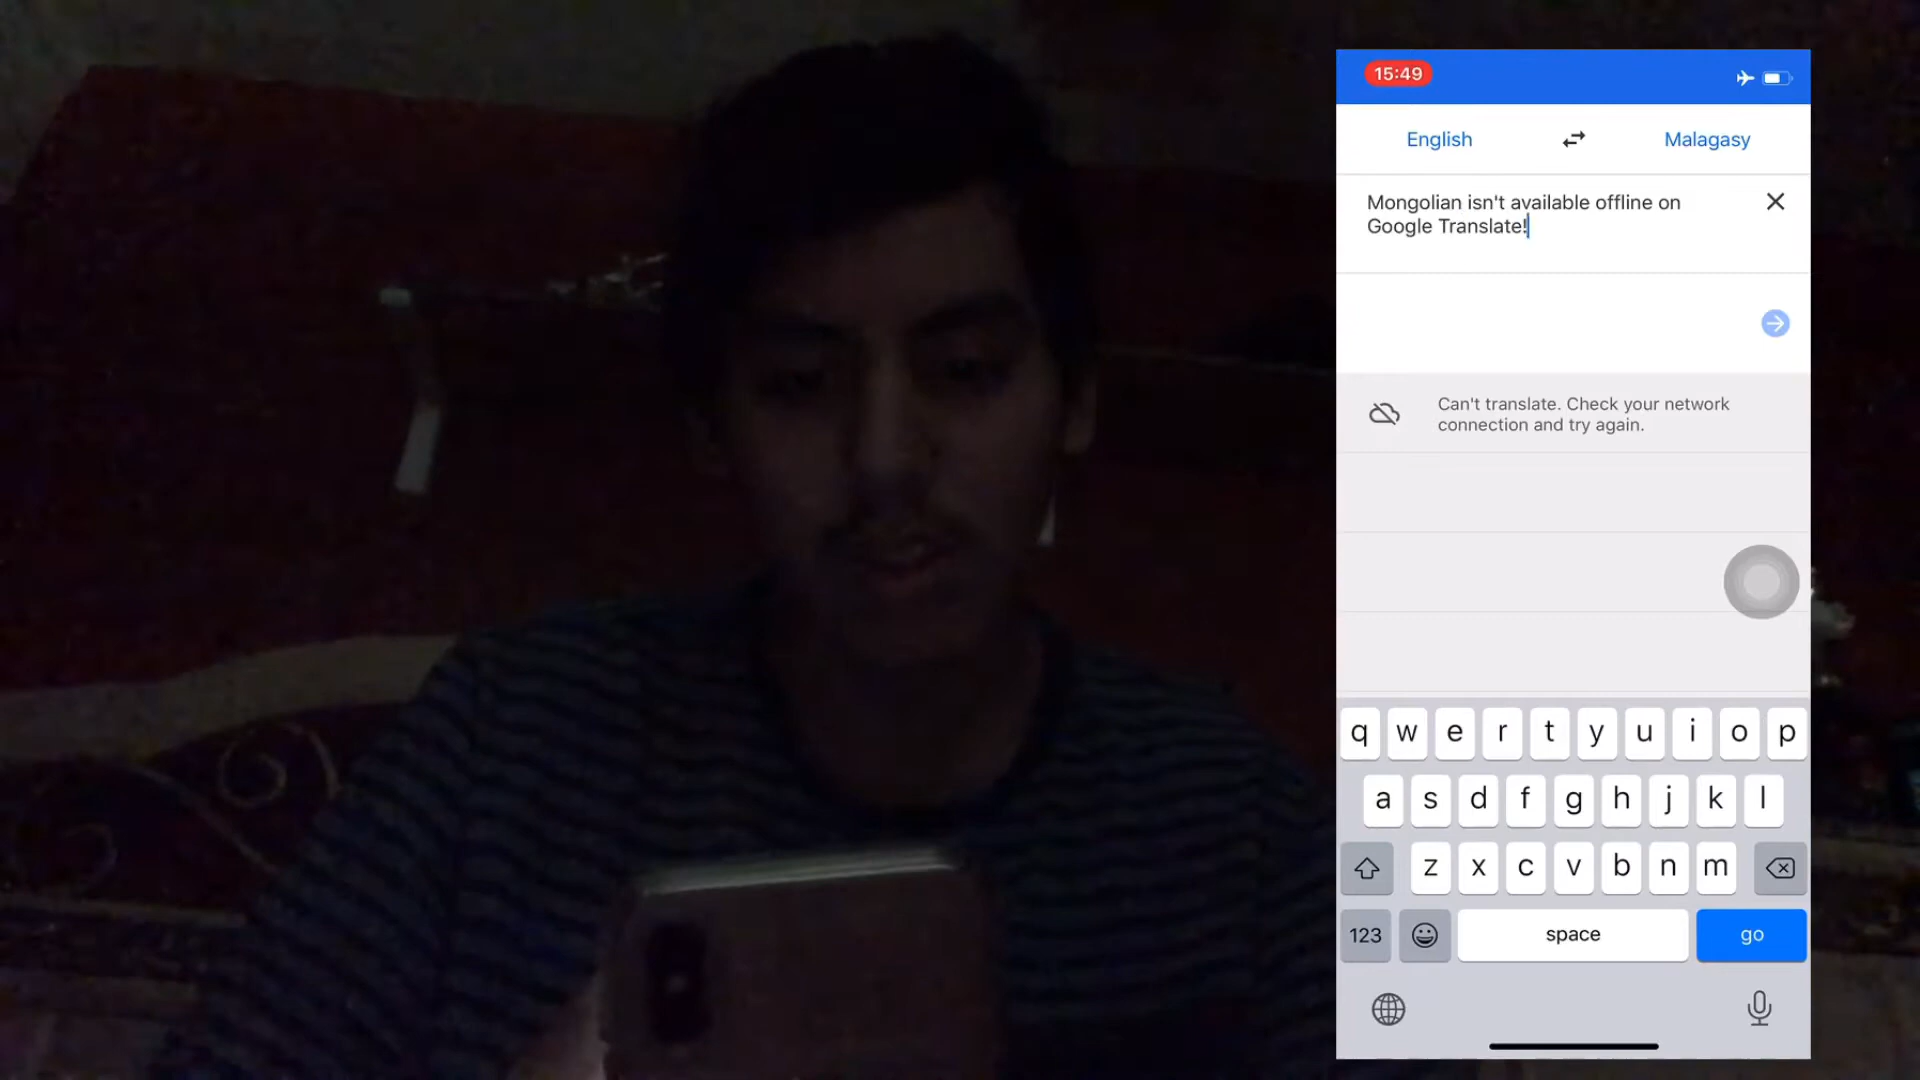 15:49
English
Malagasy
Mongolian isn't available offline on
Google Translate!
Can't translate. Check your network
connection and try again.
q w e r t y u i o p
a s d f g h j k l
z x c v b n m
123
space
go